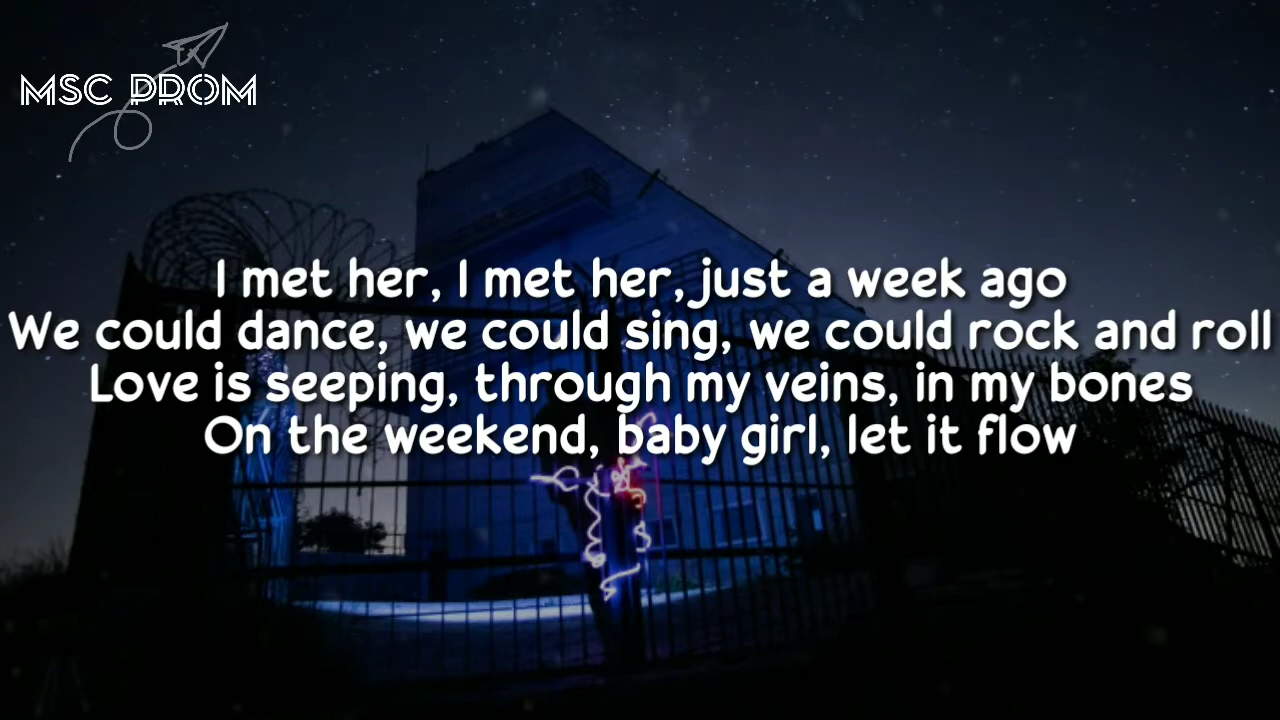 MSC PROM
I met her, I met her, just a week ago
We could dance, we could sing, we could rock and roll
Love is seeping, through my veins, in my bones
On the weekend, baby girl, let it flow